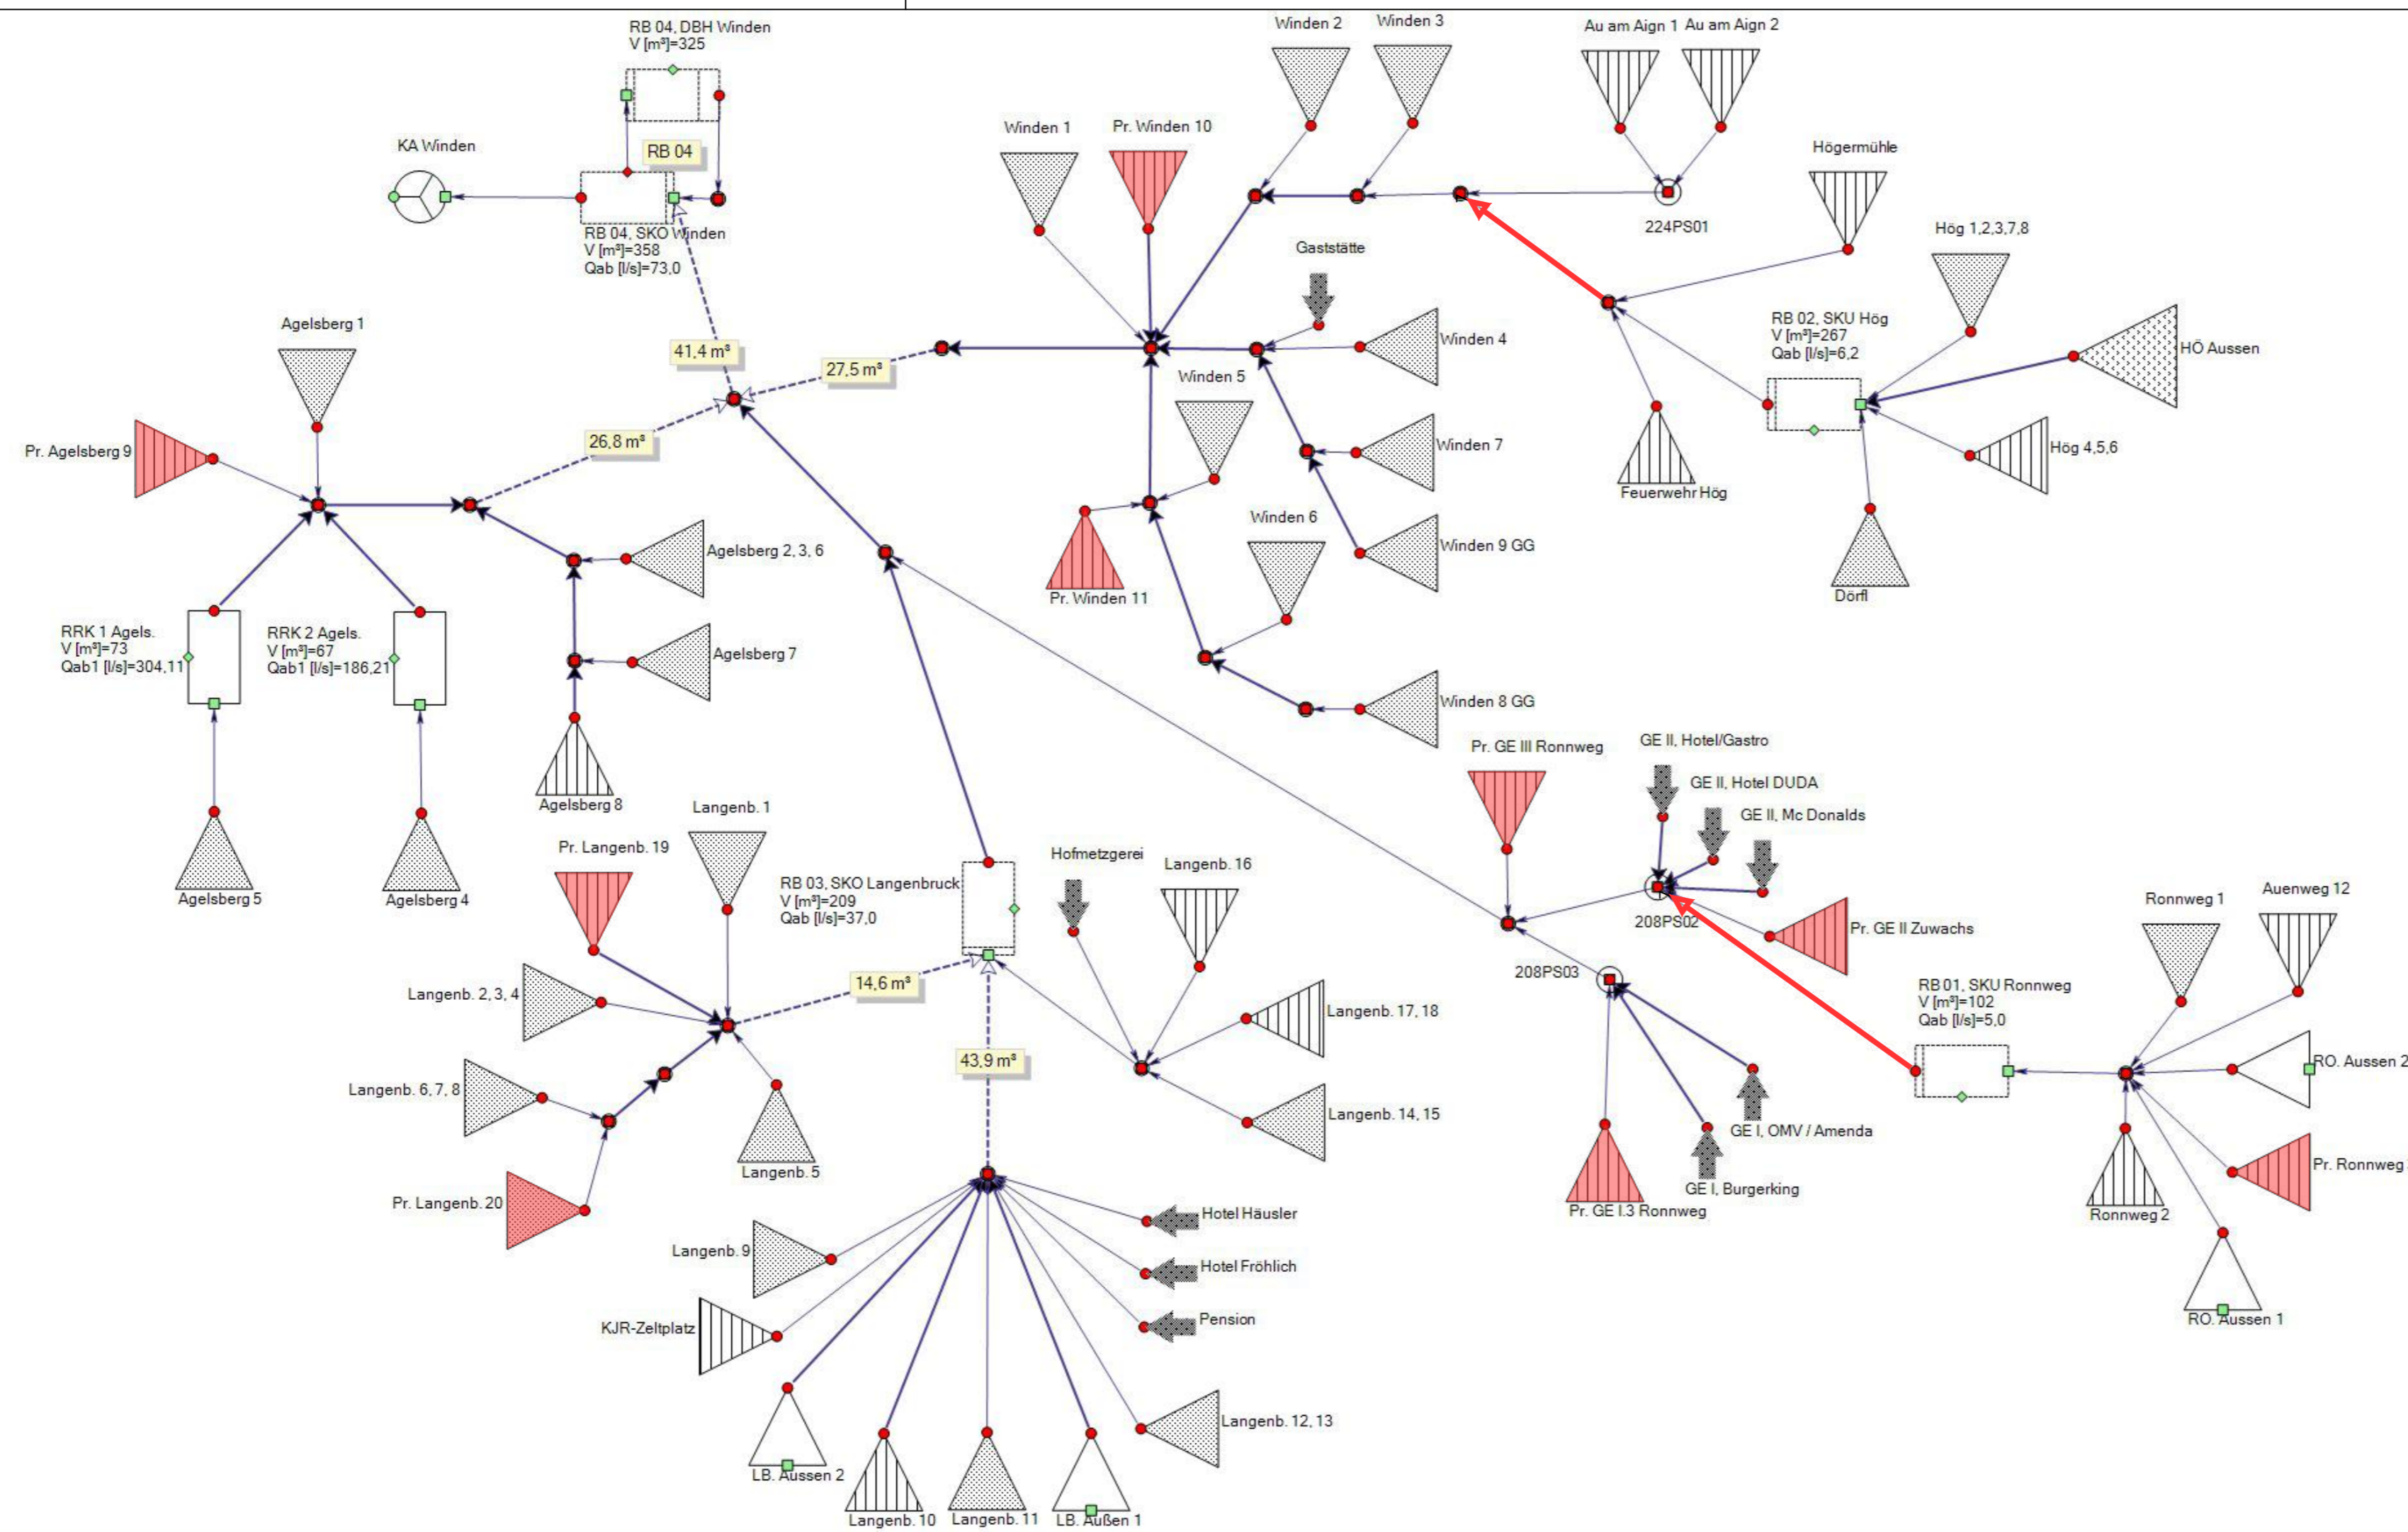 RB 04, DBH Winden
V [m³]=325
KA Winden
RB 04
RB 04, SKO Winden
V [m³]=358
Qab [l/s]=73,0
Winden 1
Pr. Winden 10
Winden 2
Winden 3
Au am Aign 1
Au am Aign 2
Högermühle
224PS01
Gaststätte
Hög 1,2,3,7,8
RB 02, SKU Hög
V [m³]=267
Qab [l/s]=6,2
HÖ Aussen
Hög 4,5,6
Feuerwehr Hög
Dörfl
Winden 4
Winden 5
Winden 7
Winden 6
Winden 9 GG
Pr. Winden 11
Winden 8 GG
41,4 m³
27,5 m³
26,8 m³
Agelsberg 1
Pr. Agelsberg 9
Agelsberg 2, 3, 6
Agelsberg 7
RRK 1 Agels.
V [m³]=73
Qab1 [l/s]=304,11
RRK 2 Agels.
V [m³]=67
Qab1 [l/s]=186,21
Agelsberg 8
Agelsberg 5
Agelsberg 4
Langenb. 1
Pr. Langenb. 19
RB 03, SKO Langenbruck
V [m³]=209
Qab [l/s]=37,0
Hofmetzgerei
Langenb. 16
Langenb. 2, 3, 4
14,6 m³
Langenb. 17, 18
Langenb. 6, 7, 8
43,9 m³
Langenb. 14, 15
Langenb. 5
Pr. Langenb. 20
Langenb. 9
Hotel Häusler
Hotel Fröhlich
KJR-Zeltplatz
Pension
Langenb. 12, 13
LB. Aussen 2
Langenb. 10
Langenb. 11
LB. Außen 1
Pr. GE III Ronnweg
GE II, Hotel/Gastro
GE II, Hotel DUDA
GE II, Mc Donalds
208PS02
Pr. GE II Zuwachs
208PS03
Ronnweg 1
Auenweg 12
RB 01, SKU Ronnweg
V [m³]=102
Qab [l/s]=5,0
RO. Aussen 2
GE I, OMV / Amenda
GE I, Burgerking
Pr. GE I.3 Ronnweg
Pr. Ronnweg
Ronnweg 2
RO. Aussen 1